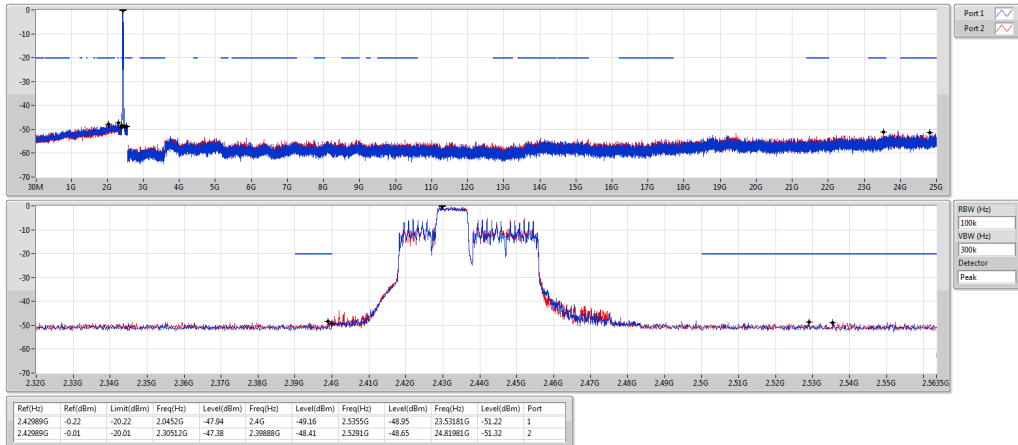 0-
-10-
-20-
-30-
-40-
-50-
-60-
-70-
30M 1G 2G 3G 4G 5G 6G 7G 8G 9G 10G 11G 12G 13G 14G 15G 16G 17G 18G 19G 20G 21G 22G 23G 24G 25G
Port 1
Port 2
0-
-10-
-20-
-30-
-40-
-50-
-60-
-70-
2.32G 2.33G 2.34G 2.35G 2.36G 2.37G 2.38G 2.39G 2.4G 2.41G 2.42G 2.43G 2.44G 2.45G 2.46G 2.47G 2.48G 2.49G 2.5G 2.51G 2.52G 2.53G 2.54G 2.55G 2.5635G
RBW (Hz)
100k
VBW (Hz)
300k
Detector
Peak
Ref(Hz) Ref(dBm) Limit(dBm) Freq(Hz) Level(dBm) Freq(Hz) Level(dBm) Freq(Hz) Level(dBm) Freq(Hz) Level(dBm) Port
2.42989G -0.22 -20.22 2.0452G -47.94 2.4G -49.16 2.5355G -48.95 23.53181G -51.22 1
2.42989G -0.01 -20.01 2.30512G -47.38 2.39888G -48.41 2.5291G -48.65 24.81981G -51.32 2